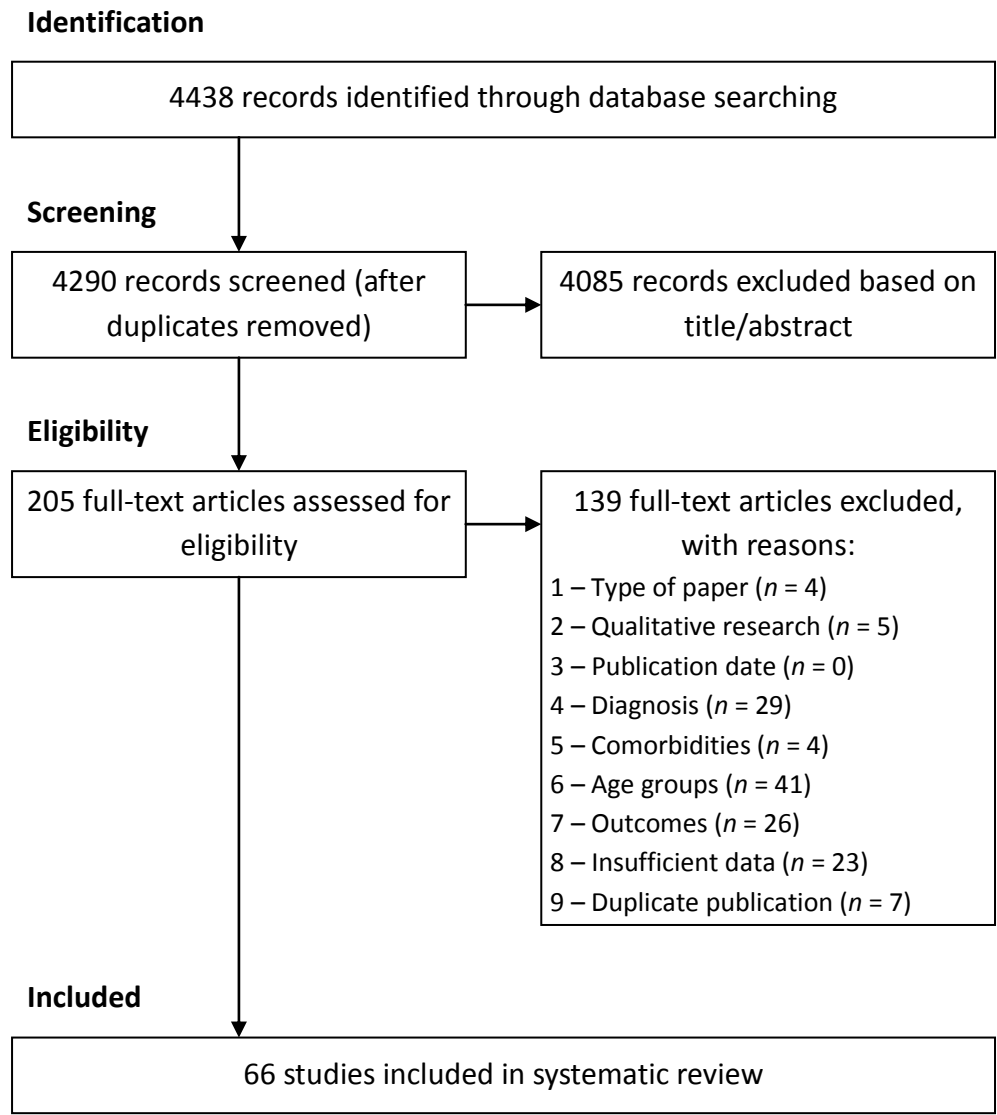 Identification
4438 records identified through database searching
Screening
4290 records screened (after
duplicates removed)
4085 records excluded based on
title/abstract
Eligibility
205 full-text articles assessed for
eligibility
139 full-text articles excluded,
with reasons:
1 – Type of paper (n = 4)
2 – Qualitative research (n = 5)
3 – Publication date (n = 0)
4 – Diagnosis (n = 29)
5 – Comorbidities (n = 4)
6 – Age groups (n = 41)
7 – Outcomes (n = 26)
8 – Insufficient data (n = 23)
9 – Duplicate publication (n = 7)
Included
66 studies included in systematic review